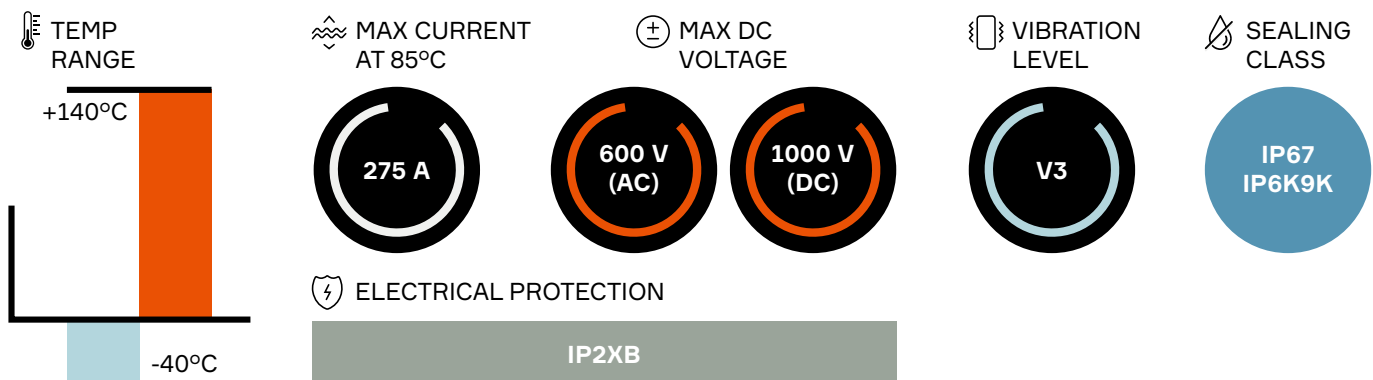 TEMP
RANGE
+140°C
-40°C
MAX CURRENT
AT 85°C
275 A
MAX DC
VOLTAGE
600 V
(AC)
1000 V
(DC)
VIBRATION
LEVEL
V3
SEALING
CLASS
IP67
IP6K9K
ELECTRICAL PROTECTION
IP2XB